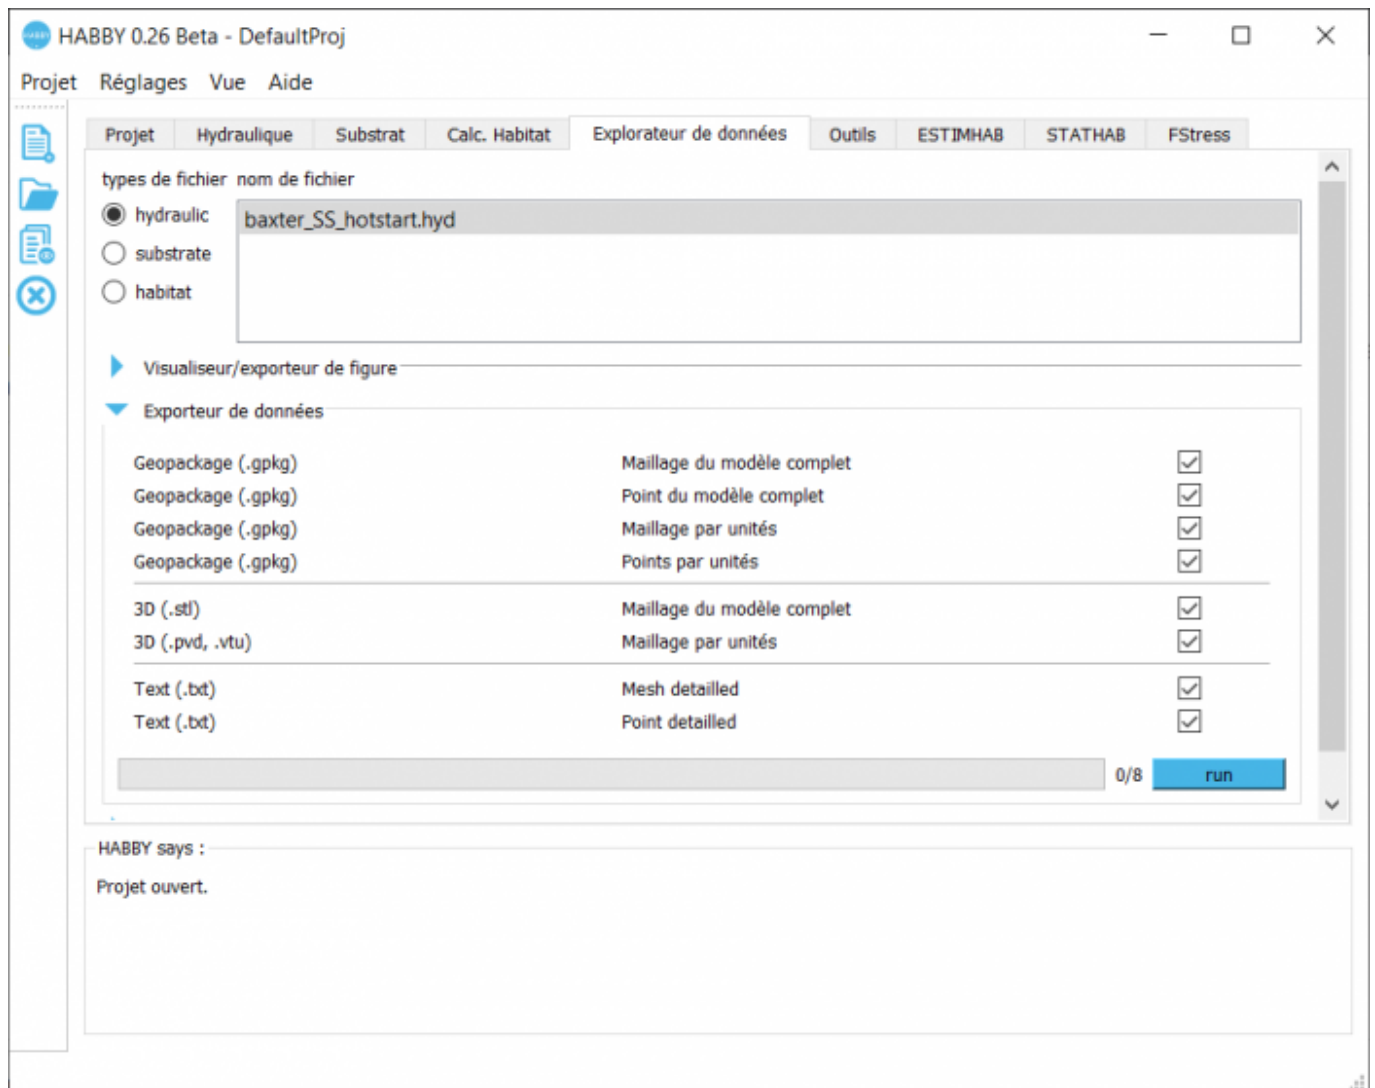 HABBY 0.26 Beta - DefaultProj
Projet Réglages Vue Aide
Projet Hydraulique Substrat Calc. Habitat Explorateur de données Outils ESTIMHAB STATHAB FStress
types de fichier nom de fichier
hydraulic baxter_SS_hotstart.hyd
substrate
habitat
Visualiseur/exporteur de figure
Exporteur de données
Geopackage (.gpkg) Maillage du modèle complet
Geopackage (.gpkg) Point du modèle complet
Geopackage (.gpkg) Maillage par unités
Geopackage (.gpkg) Points par unités
3D (.stl) Maillage du modèle complet
3D (.pvd, .vtu) Maillage par unités
Text (.txt) Mesh detailled
Text (.txt) Point detailled
0/8 run
HABBY says :
Projet ouvert.